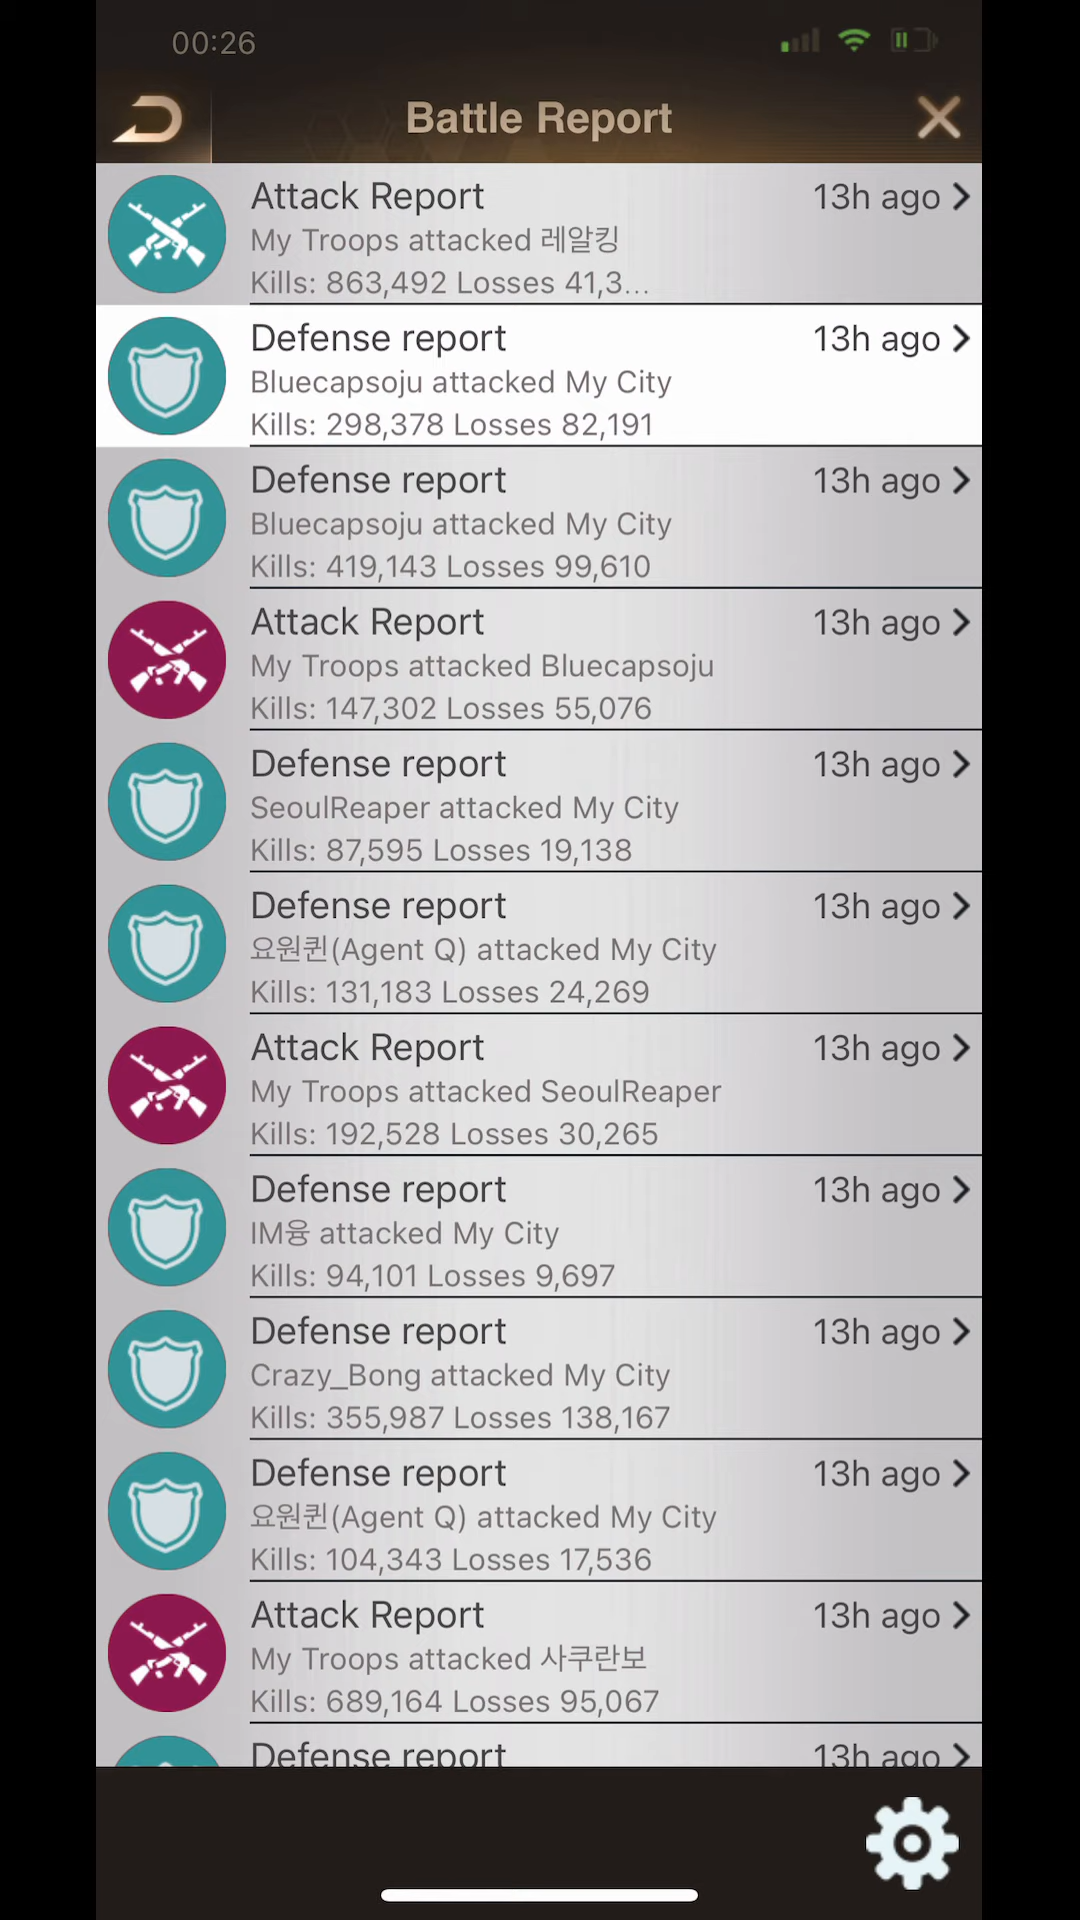 00:26
Battle Report
Attack Report 13h ago
My Troops attacked 레알킹
Kills: 863,492 Losses 41,3...
Defense report 13h ago
Bluecapsoju attacked My City
Kills: 298,378 Losses 82,191
Defense report 13h ago
Bluecapsoju attacked My City
Kills: 419,143 Losses 99,610
Attack Report 13h ago
My Troops attacked Bluecapsoju
Kills: 147,302 Losses 55,076
Defense report 13h ago
SeoulReaper attacked My City
Kills: 87,595 Losses 19,138
Defense report 13h ago
요원퀸(Agent Q) attacked My City
Kills: 131,183 Losses 24,269
Attack Report 13h ago
My Troops attacked SeoulReaper
Kills: 192,528 Losses 30,265
Defense report 13h ago
IM융 attacked My City
Kills: 94,101 Losses 9,697
Defense report 13h ago
Crazy_Bong attacked My City
Kills: 355,987 Losses 138,167
Defense report 13h ago
요원퀸(Agent Q) attacked My City
Kills: 104,343 Losses 17,536
Attack Report 13h ago
My Troops attacked 사쿠란보
Kills: 689,164 Losses 95,067
Defense report 13h ago